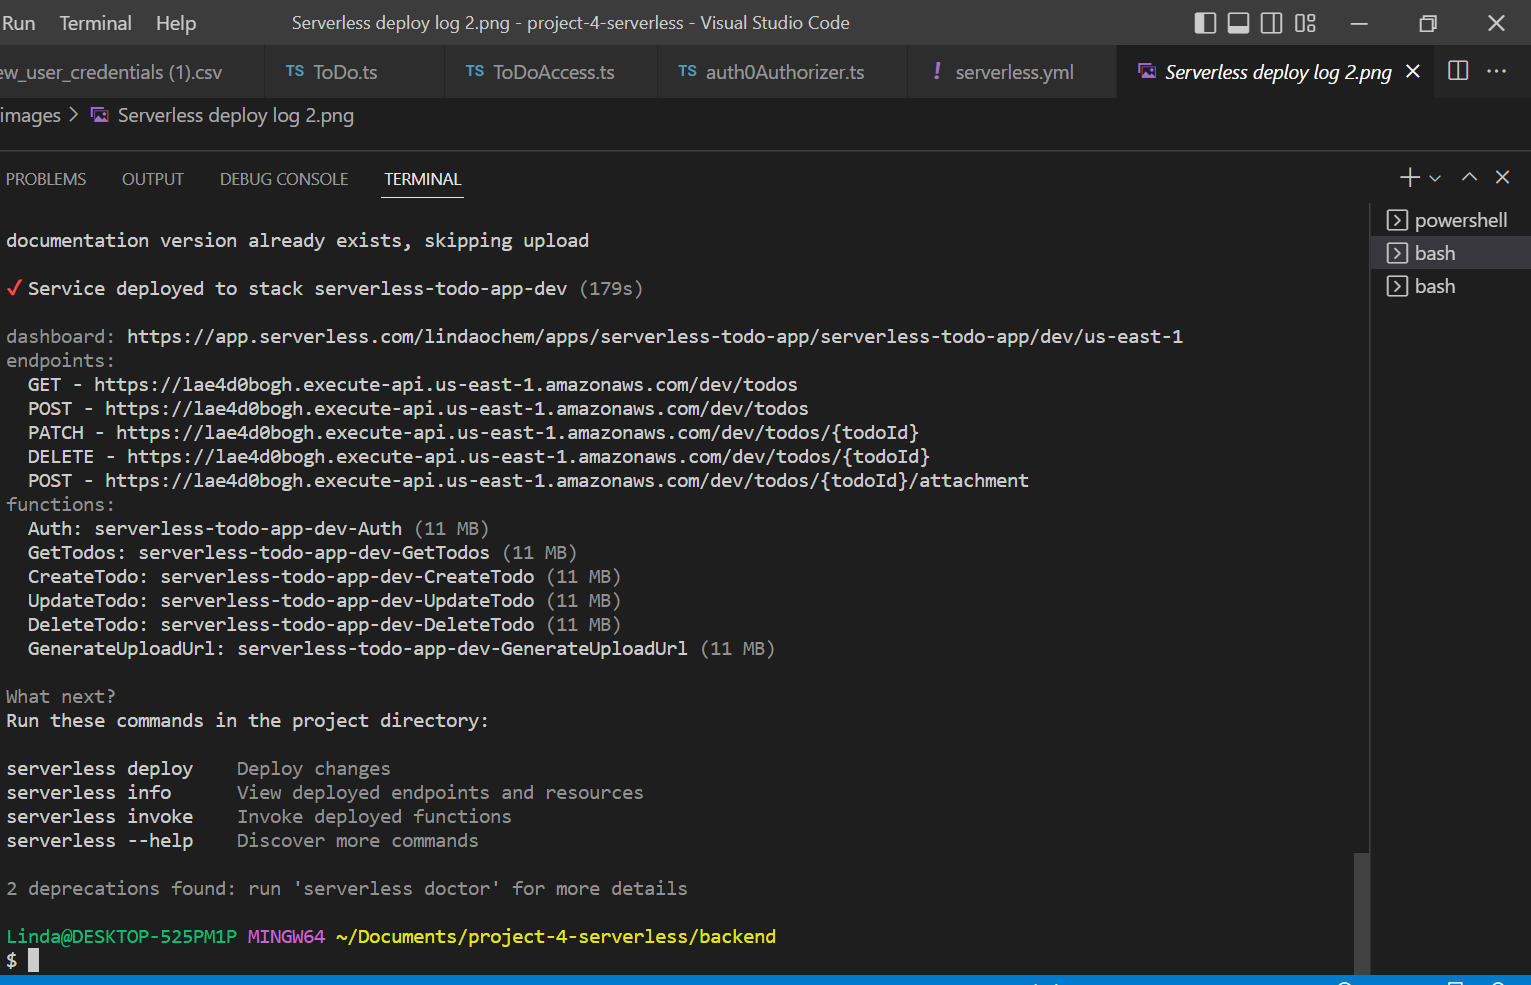 Run Terminal Help Serverless deploy log 2.png - project-4-serverless - Visual Studio Code
ew_user_credentials (1).csv TS ToDo.ts TS ToDoAccess.ts TS auth0Authorizer.ts ! serverless.yml Serverless deploy log 2.png
images > Serverless deploy log 2.png
PROBLEMS OUTPUT DEBUG CONSOLE TERMINAL
powershell
bash
bash
documentation version already exists, skipping upload
✓ Service deployed to stack serverless-todo-app-dev (179s)
dashboard: https://app.serverless.com/lindaochem/apps/serverless-todo-app/serverless-todo-app/dev/us-east-1
endpoints:
GET - https://lae4d0bogh.execute-api.us-east-1.amazonaws.com/dev/todos
POST - https://lae4d0bogh.execute-api.us-east-1.amazonaws.com/dev/todos
PATCH - https://lae4d0bogh.execute-api.us-east-1.amazonaws.com/dev/todos/{todoId}
DELETE - https://lae4d0bogh.execute-api.us-east-1.amazonaws.com/dev/todos/{todoId}
POST - https://lae4d0bogh.execute-api.us-east-1.amazonaws.com/dev/todos/{todoId}/attachment
functions:
Auth: serverless-todo-app-dev-Auth (11 MB)
GetTodos: serverless-todo-app-dev-GetTodos (11 MB)
CreateTodo: serverless-todo-app-dev-CreateTodo (11 MB)
UpdateTodo: serverless-todo-app-dev-UpdateTodo (11 MB)
DeleteTodo: serverless-todo-app-dev-DeleteTodo (11 MB)
GenerateUploadUrl: serverless-todo-app-dev-GenerateUploadUrl (11 MB)
What next?
Run these commands in the project directory:
serverless deploy Deploy changes
serverless info View deployed endpoints and resources
serverless invoke Invoke deployed functions
serverless --help Discover more commands
2 deprecations found: run 'serverless doctor' for more details
Linda@DESKTOP-525PM1P MINGW64 ~/Documents/project-4-serverless/backend
$